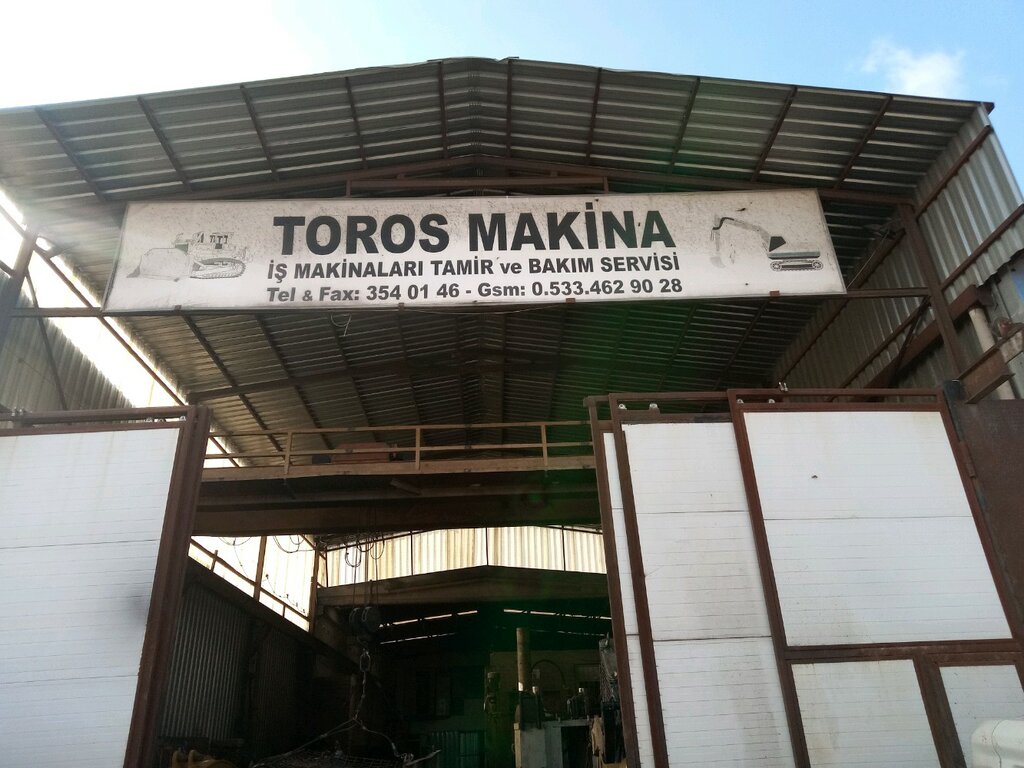 TOROS MAKİNA
İŞ MAKİNALARI TAMİR ve BAKIM SERVİSİ
Tel & Fax: 354 01 46 - Gsm: 0.533.462 90 28